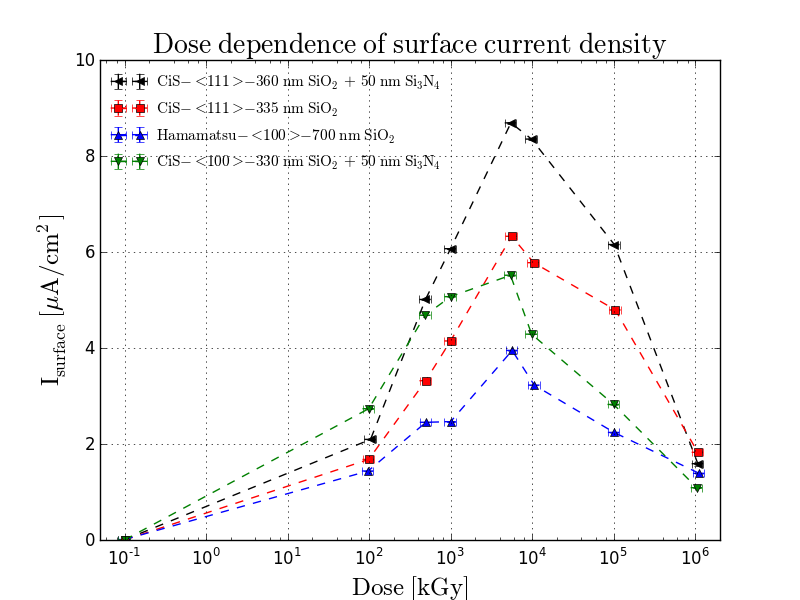 Dose dependence of surface current density
10
CiS−<111>−360 nm SiO₂ + 50 nm Si₃N₄
CiS−<111>−335 nm SiO₂
Hamamatsu−<100>−700 nm SiO₂
CiS−<100>−330 nm SiO₂ + 50 nm Si₃N₄
8
6
4
2
0
I_surface [μA/cm²]
10⁻¹ 10⁰ 10¹ 10² 10³ 10⁴ 10⁵ 10⁶
Dose [kGy]